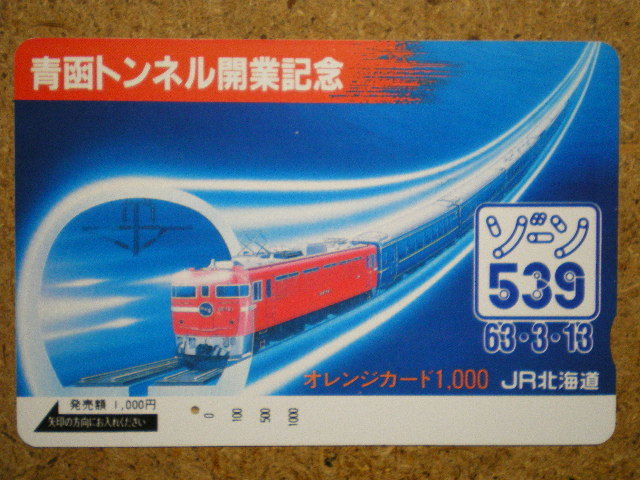 青函トンネル開業記念
ゾーン
539
63・3・13
オレンジカード1,000 JR北海道
発売額 1,000円
矢印の方向にお入れください
0 100 500 1000